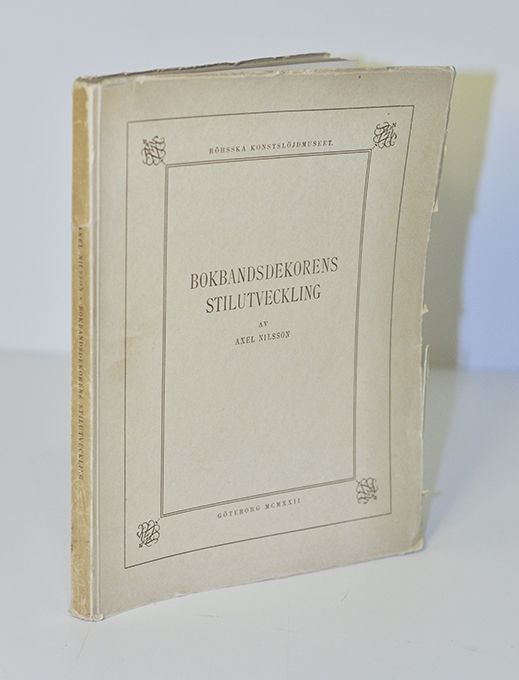 RÖHSSKA KONSTSLÖJDMUSEET.
BOKBANDSDEKORENS
STILUTVECKLING
AV
AXEL NILSSON
GÖTEBORG MCMXXII
AXEL NILSSON · BOKBANDSDEKORENS STILUTVECKLING